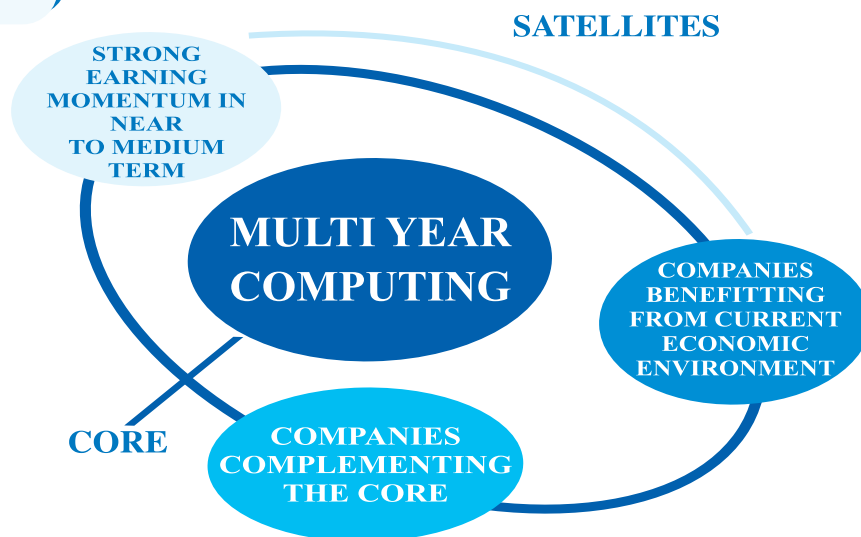 SATELLITES
STRONG
EARNING
MOMENTUM IN
NEAR
TO MEDIUM
TERM
MULTI YEAR
COMPUTING
COMPANIES
BENEFITTING
FROM CURRENT
ECONOMIC
ENVIRONMENT
CORE
COMPANIES
COMPLEMENTING
THE CORE